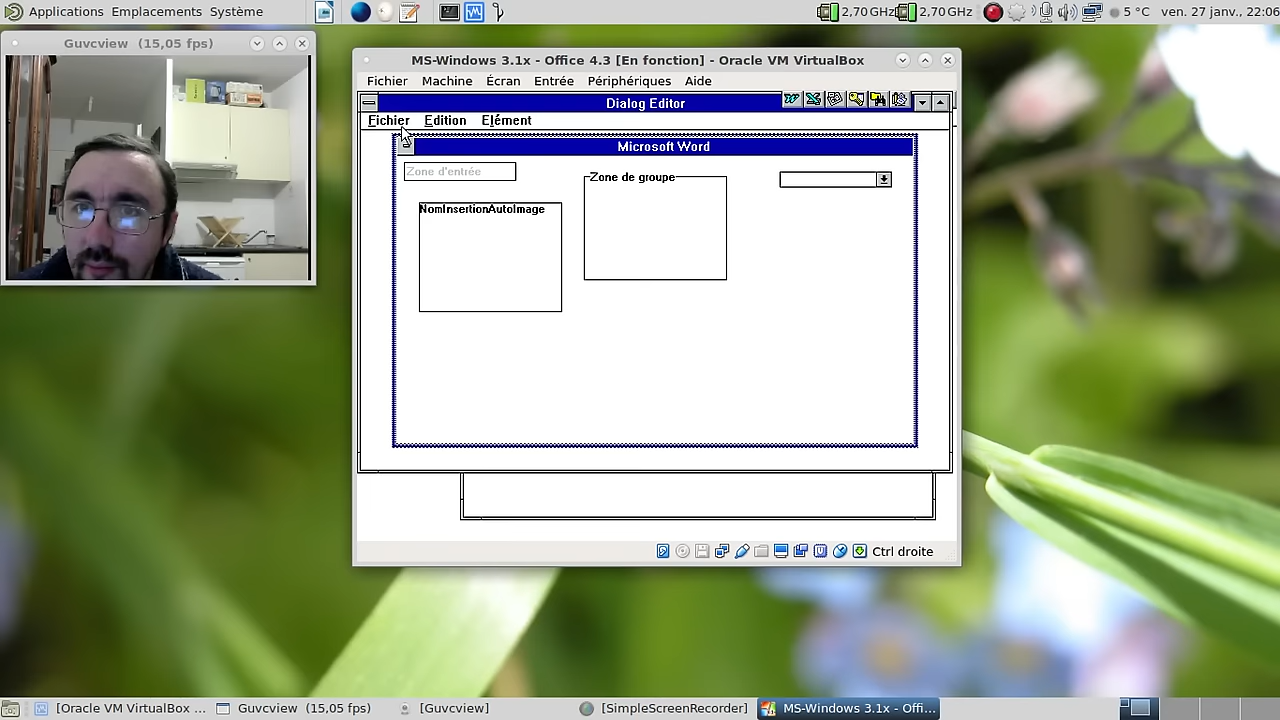 Applications Emplacements Système
2,70 GHz 2,70 GHz 5 °C ven. 27 janv., 22:06
Guvcview (15,05 fps)
MS-Windows 3.1x - Office 4.3 [En fonction] - Oracle VM VirtualBox
Fichier Machine Écran Entrée Périphériques Aide
Dialog Editor
Fichier Edition Elément
Microsoft Word
Zone d'entrée
Zone de groupe
NomInsertionAutoImage
Ctrl droite
[Oracle VM VirtualBox ... Guvcview (15,05 fps) [Guvcview] [SimpleScreenRecorder] MS-Windows 3.1x - Offi...